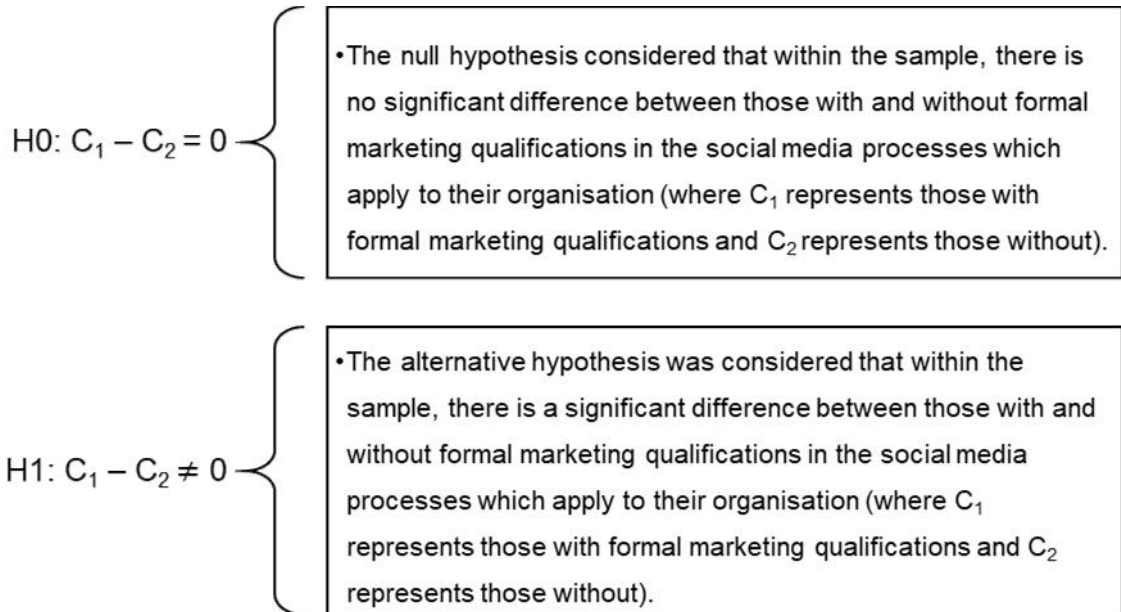 H0: C₁ – C₂ = 0
•The null hypothesis considered that within the sample, there is
no significant difference between those with and without formal
marketing qualifications in the social media processes which
apply to their organisation (where C₁ represents those with
formal marketing qualifications and C₂ represents those without).
H1: C₁ – C₂ ≠ 0
•The alternative hypothesis was considered that within the
sample, there is a significant difference between those with and
without formal marketing qualifications in the social media
processes which apply to their organisation (where C₁
represents those with formal marketing qualifications and C₂
represents those without).